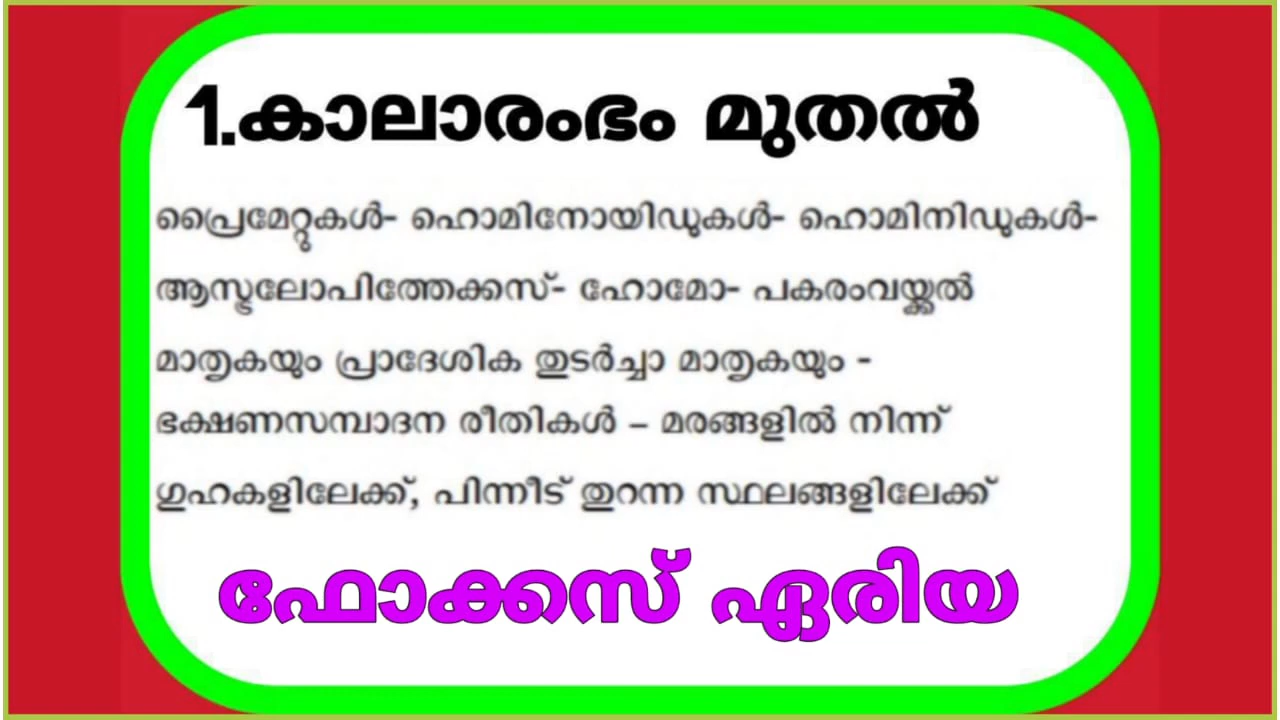 1.കാലാരംഭം മുതൽ
പ്രൈമേറ്റുകൾ- ഹൊമിനോയിഡുകൾ- ഹൊമിനിഡുകൾ-
ആസ്ട്രലോപിത്തേക്കസ്- ഹോമോ- പകരംവയ്ക്കൽ
മാതൃകയും പ്രാദേശിക തുടർച്ചാ മാതൃകയും -
ഭക്ഷണസമ്പാദന രീതികൾ – മരങ്ങളിൽ നിന്ന്
ഗുഹകളിലേക്ക്, പിന്നീട് തുറന്ന സ്ഥലങ്ങളിലേക്ക്
ഫോക്കസ് ഏരിയ